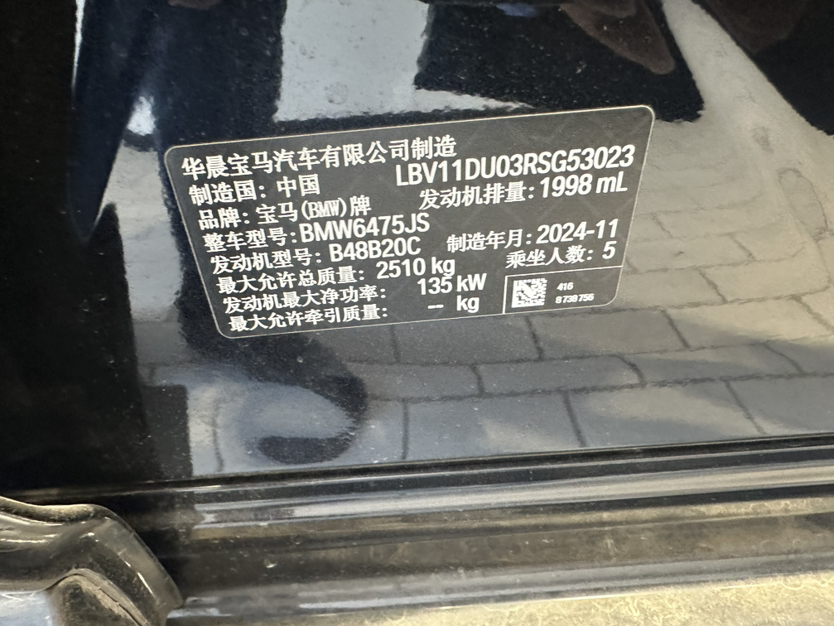 华晨宝马汽车有限公司制造
制造国：中国 LBV11DU03RSG53023
品牌：宝马(BMW)牌 发动机排量：1998 mL
整车型号：BMW6475JS
发动机型号：B48B20C 制造年月：2024-11
最大允许总质量：2510 kg 乘坐人数：5
发动机最大净功率：135 kW
最大允许牵引质量：-- kg
416
8 738 756